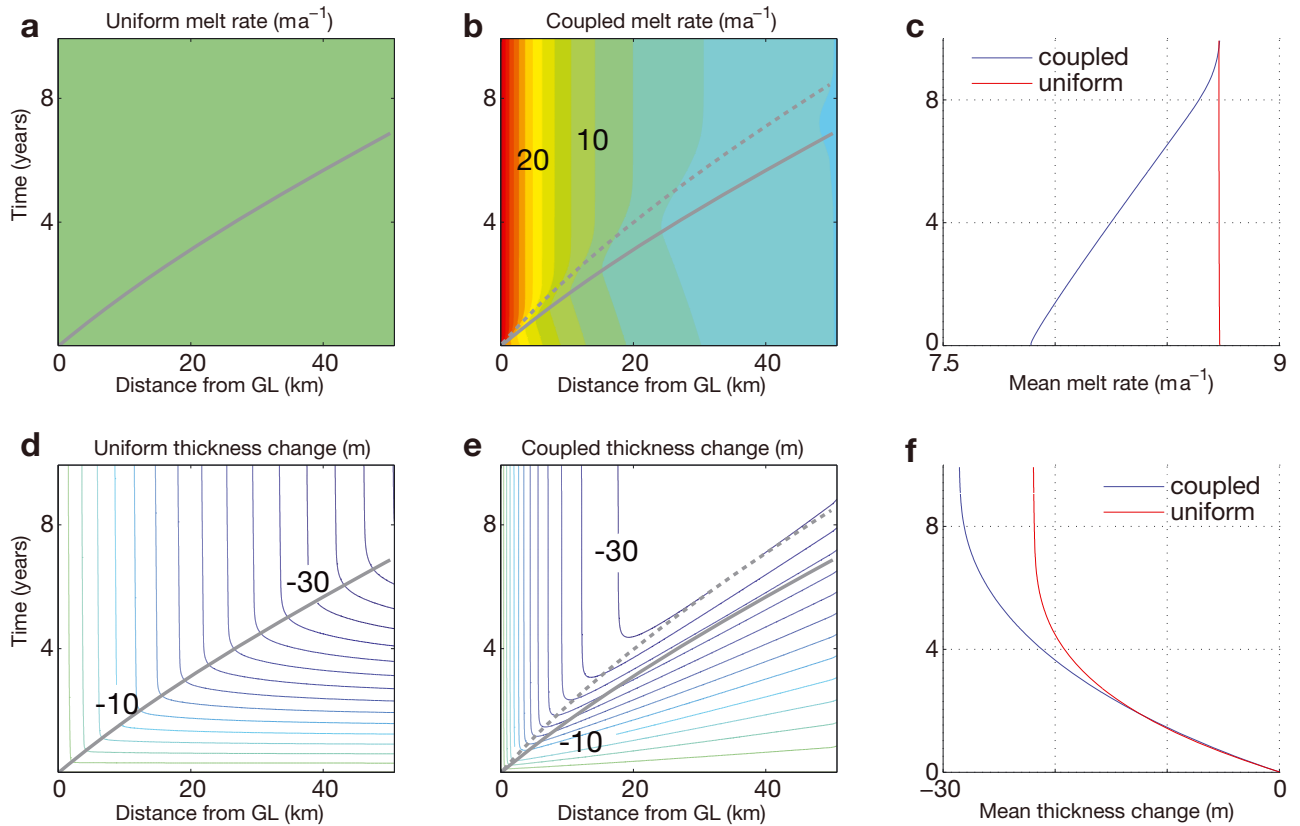 a
Uniform melt rate (ma⁻¹)
8
4
Time (years)
0
20
40
Distance from GL (km)
b
Coupled melt rate (ma⁻¹)
20
10
8
4
0
20
40
Distance from GL (km)
c
coupled
uniform
8
4
0
7.5
9
Mean melt rate (ma⁻¹)
d
Uniform thickness change (m)
-30
-10
8
4
Time (years)
0
0
20
40
Distance from GL (km)
e
Coupled thickness change (m)
-30
-10
8
4
0
0
20
40
Distance from GL (km)
f
coupled
uniform
8
4
0
-30
0
Mean thickness change (m)